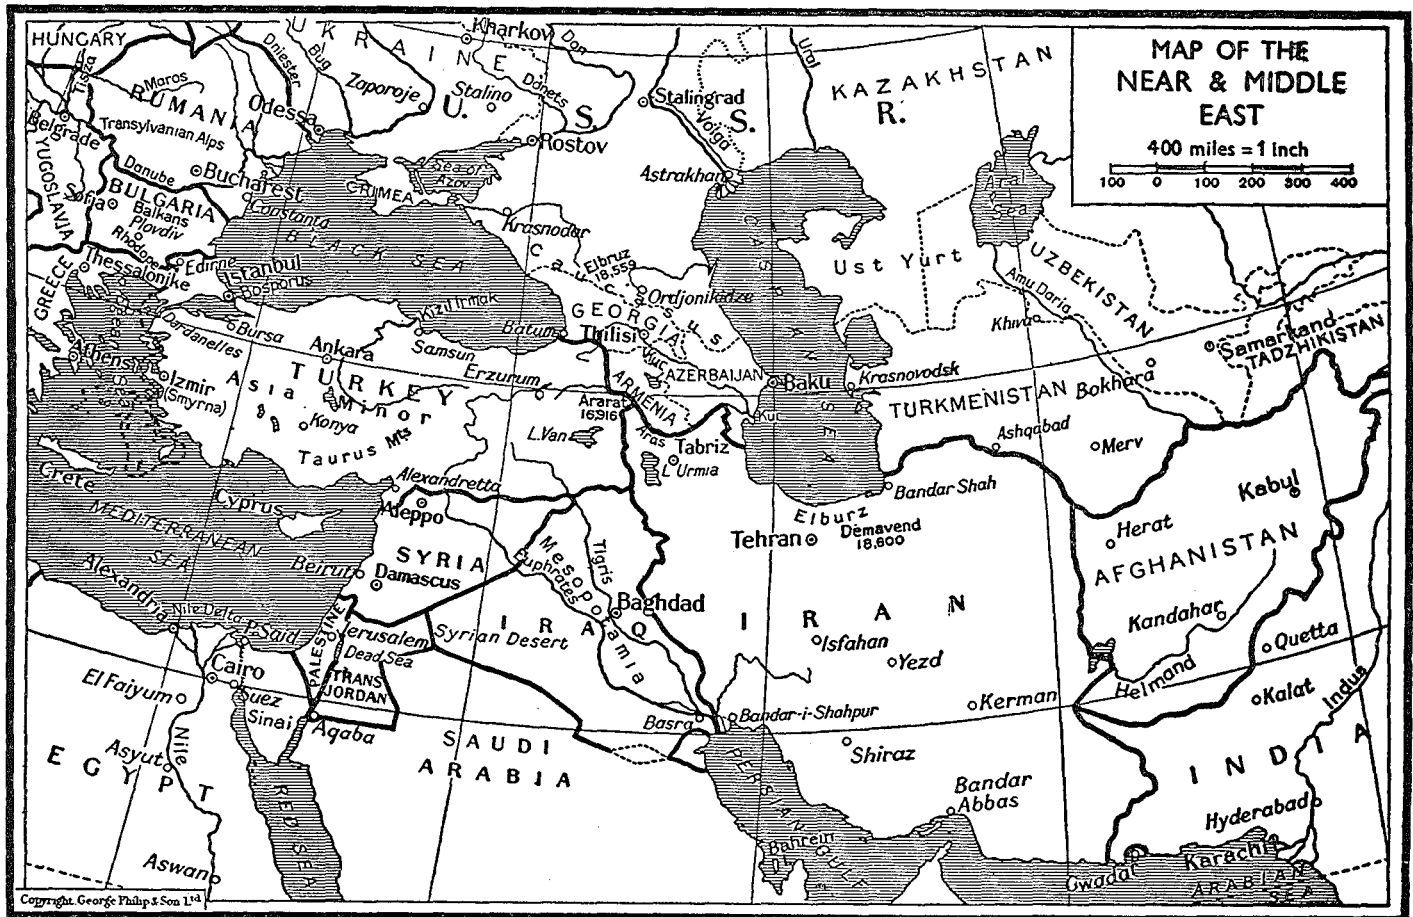 MAP OF THE
NEAR & MIDDLE
EAST
400 miles = 1 Inch
100 0 100 200 300 400
HUNGARY
Tisza
Maros
RUMANIA
Transylvanian Alps
Belgrade
YUGOSLAVIA
Danube
Bucharest
Sofia
BULGARIA
Balkans
Plovdiv
Rhodope
Constanta
Edirne
Thessalonike
GREECE
Athens
Aegean
Istanbul
Bosporus
Dardanelles
Bursa
Dniester
Bug
Odessa
UKRAINE
Zaporoje
Stalino
Kharkov
Don
Donets
Rostov
U. S. S. R.
Stalingrad
Volga
Ural
Astrakhan
KAZAKHSTAN
Aral
Sea
Ust Yurt
UZBEKISTAN
Amu Daria
Khiva
Bokhara
Samarkand
TADZHIKISTAN
CRIMEA
Sea of
Azov
BLACK SEA
Krasnodar
Caucasus
Elbruz
18,559
Ordjonikidze
GEORGIA
Tbilisi
Batum
Kuc
AZERBAIJAN
Baku
ARMENIA
Ararat
16,916
Aras
CASPIAN SEA
Krasnovodsk
TURKMENISTAN
Ashqabad
Merv
Kizil Irmak
Samsun
Ankara
Erzurum
TURKEY
Asia Minor
Izmir
(Smyrna)
Konya
Taurus Mts
L. Van
Tabriz
L. Urmia
Bandar Shah
Elburz
Demavend
18,600
Tehran
Crete
MEDITERRANEAN
SEA
Cyprus
Alexandretta
Aleppo
SYRIA
Beirut
Damascus
Mesopotamia
Tigris
Euphrates
Baghdad
IRAQ
Syrian Desert
IRAN
Isfahan
Yezd
Kerman
Herat
Kabul
AFGHANISTAN
Kandahar
Helmand
Quetta
Kalat
Indus
INDIA
Alexandria
Nile Delta
P. Said
PALESTINE
Jerusalem
Dead Sea
TRANS
JORDAN
Cairo
Suez
Sinai
Aqaba
El Faiyum
Asyut
Nile
EGYPT
Aswan
RED SEA
SAUDI
ARABIA
Basra
Bandar-i-Shahpur
Shiraz
PERSIAN GULF
Bahrein
I.
Bandar
Abbas
Gwadar
Hyderabad
Karachi
ARABIAN
SEA
Copyright. George Philip & Son Ltd